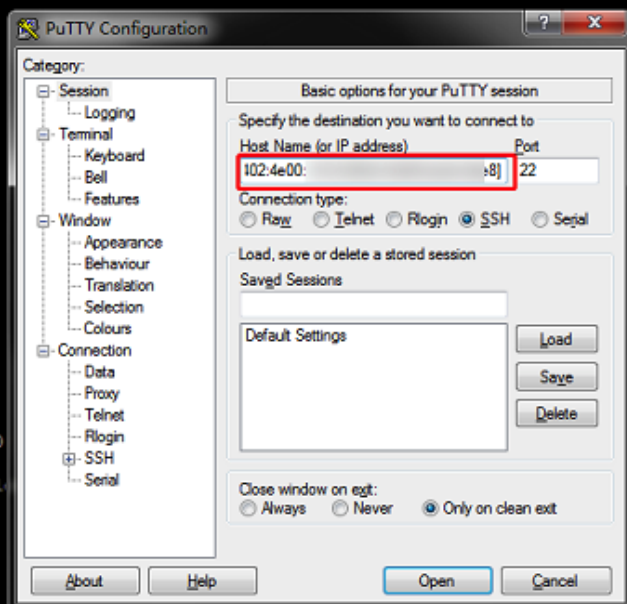 PuTTY Configuration
Category:
Session
Logging
Terminal
Keyboard
Bell
Features
Window
Appearance
Behaviour
Translation
Selection
Colours
Connection
Data
Proxy
Telnet
Rlogin
SSH
Serial
Basic options for your PuTTY session
Specify the destination you want to connect to
Host Name (or IP address) Port
402:4e00: e8] 22
Connection type:
Raw Telnet Rlogin SSH Serial
Load, save or delete a stored session
Saved Sessions
Default Settings
Load
Save
Delete
Close window on exit:
Always Never Only on clean exit
About Help Open Cancel